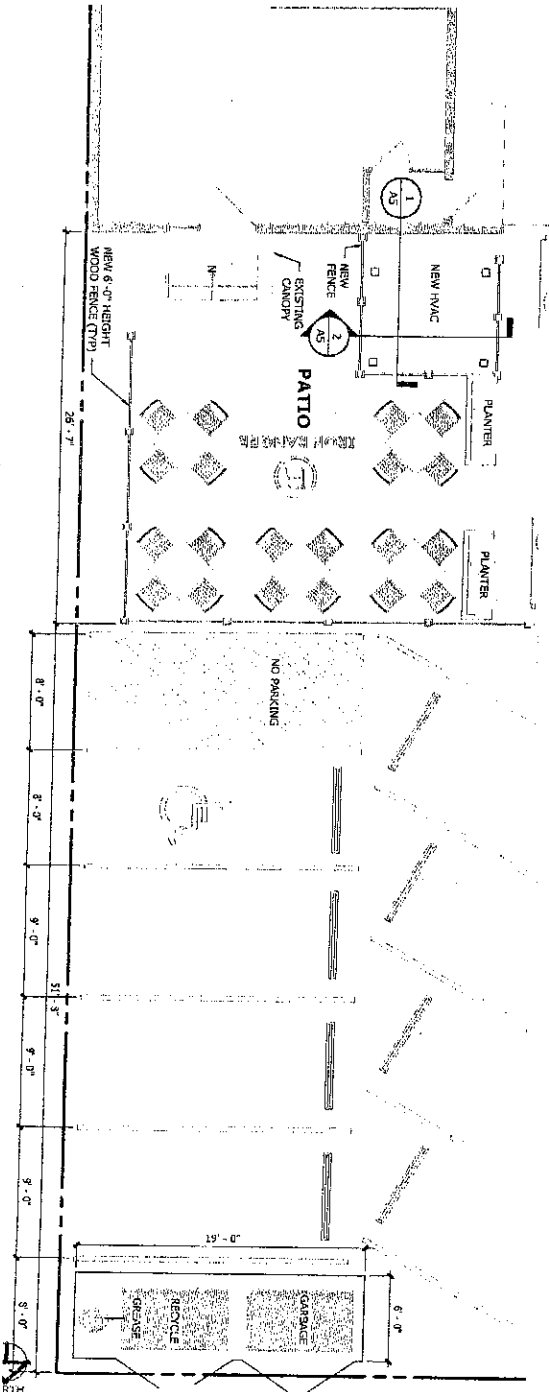 1
A5
NEW HVAC
NEW
FENCE
2
A5
EXISTING
CANOPY
NEW 6'-0" HEIGHT
WOOD FENCE (TYP)
PATIO
PLANTER
PLANTER
26'-7"
NO PARKING
8'-0"
8'-0"
9'-0"
51'-8"
9'-0"
9'-0"
19'-0"
6'-0"
GARBAGE
RECYCLE
GREASE